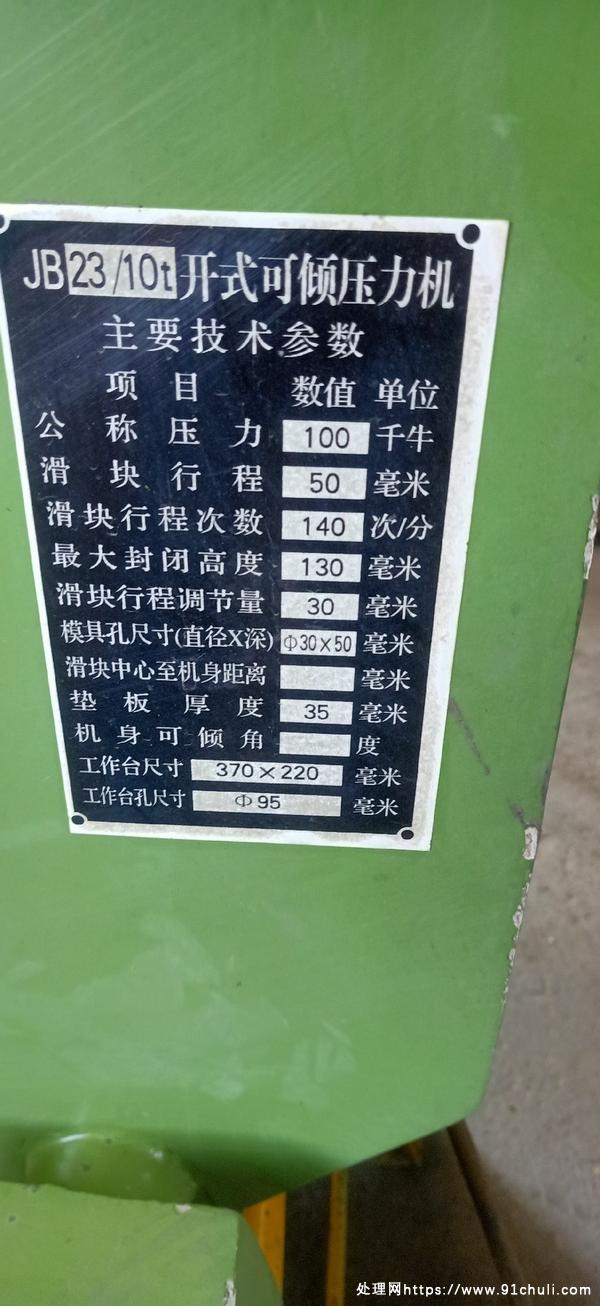 JB23/10t开式可倾压力机
主要技术参数
项目 数值 单位
公称压力 100 千牛
滑块行程 50 毫米
滑块行程次数 140 次/分
最大封闭高度 130 毫米
滑块行程调节量 30 毫米
模具孔尺寸(直径X深) Φ30×50 毫米
滑块中心至机身距离 毫米
垫板厚度 35 毫米
机身可倾角 度
工作台尺寸 370×220 毫米
工作台孔尺寸 Φ95 毫米
处理网https://www.91chuli.com